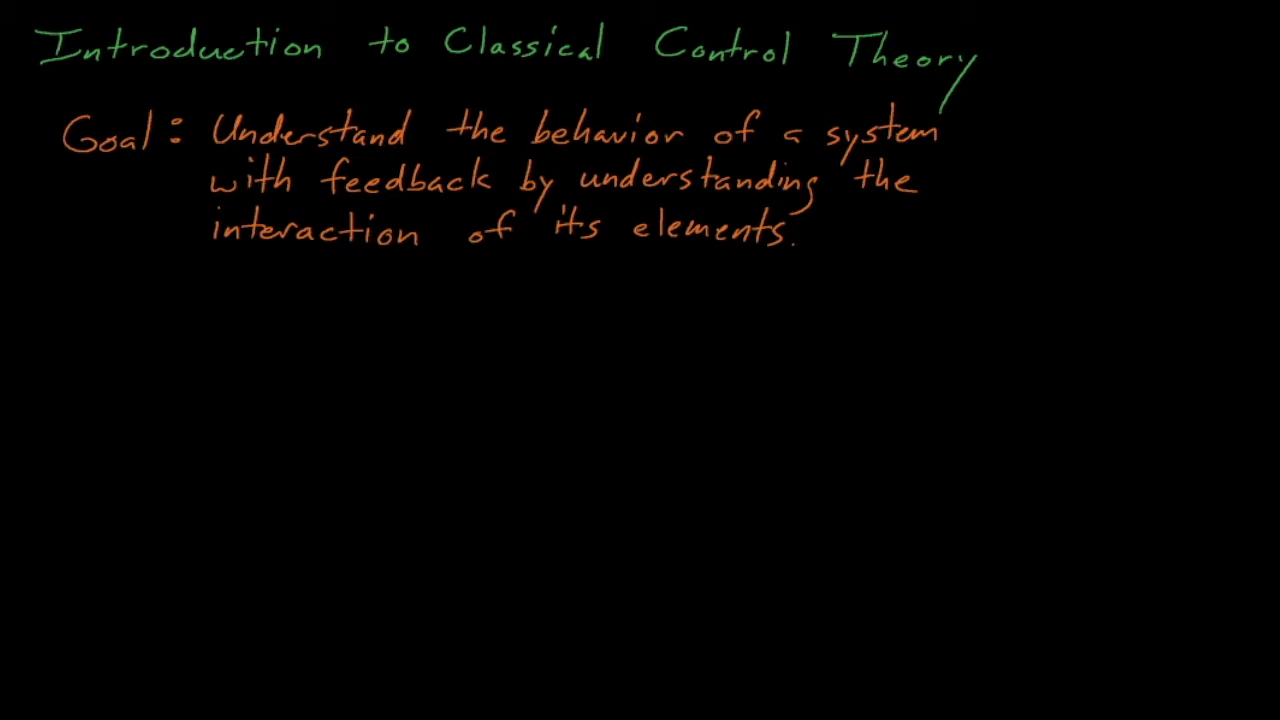 Introduction to Classical Control Theory
Goal: Understand the behavior of a system
with feedback by understanding the
interaction of its elements.